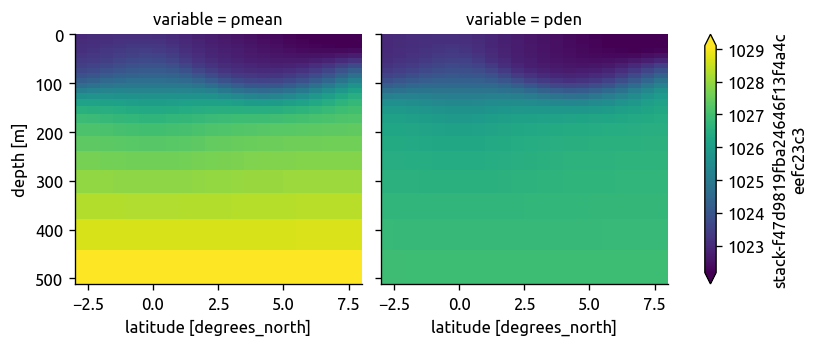 variable = ρmean
variable = pden
0
100
200
300
400
500
depth [m]
−2.5 0.0 2.5 5.0 7.5
−2.5 0.0 2.5 5.0 7.5
latitude [degrees_north]
latitude [degrees_north]
1029
1028
1027
1026
1025
1024
1023
stack-f47d9819fba24646f13f4a4c
eefc23c3